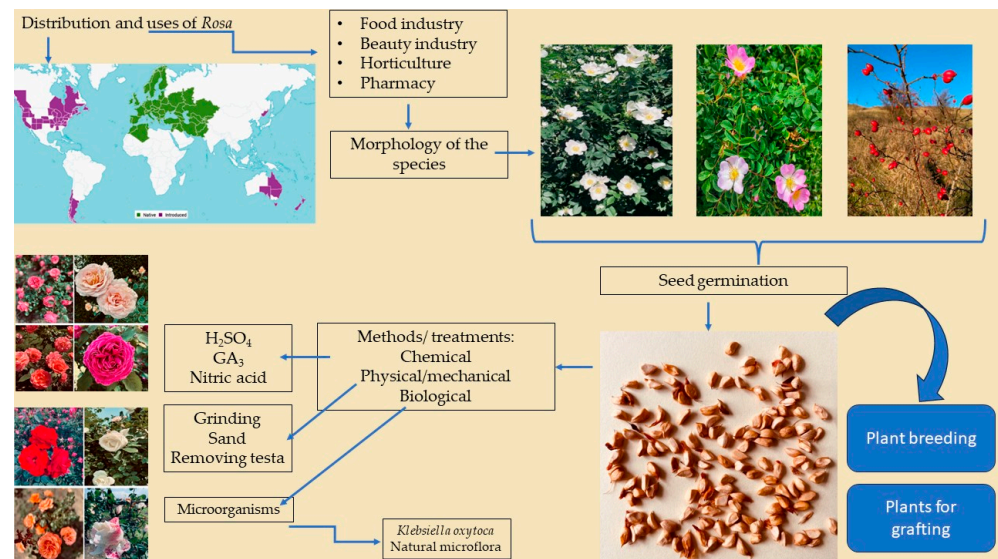 Distribution and uses of Rosa
• Food industry
• Beauty industry
• Horticulture
• Pharmacy
Morphology of the
species
Native Introduced
Seed germination
Methods/ treatments:
Chemical
Physical/mechanical
Biological
H₂SO₄
GA₃
Nitric acid
Grinding
Sand
Removing testa
Microorganisms
Klebsiella oxytoca
Natural microflora
Plant breeding
Plants for
grafting